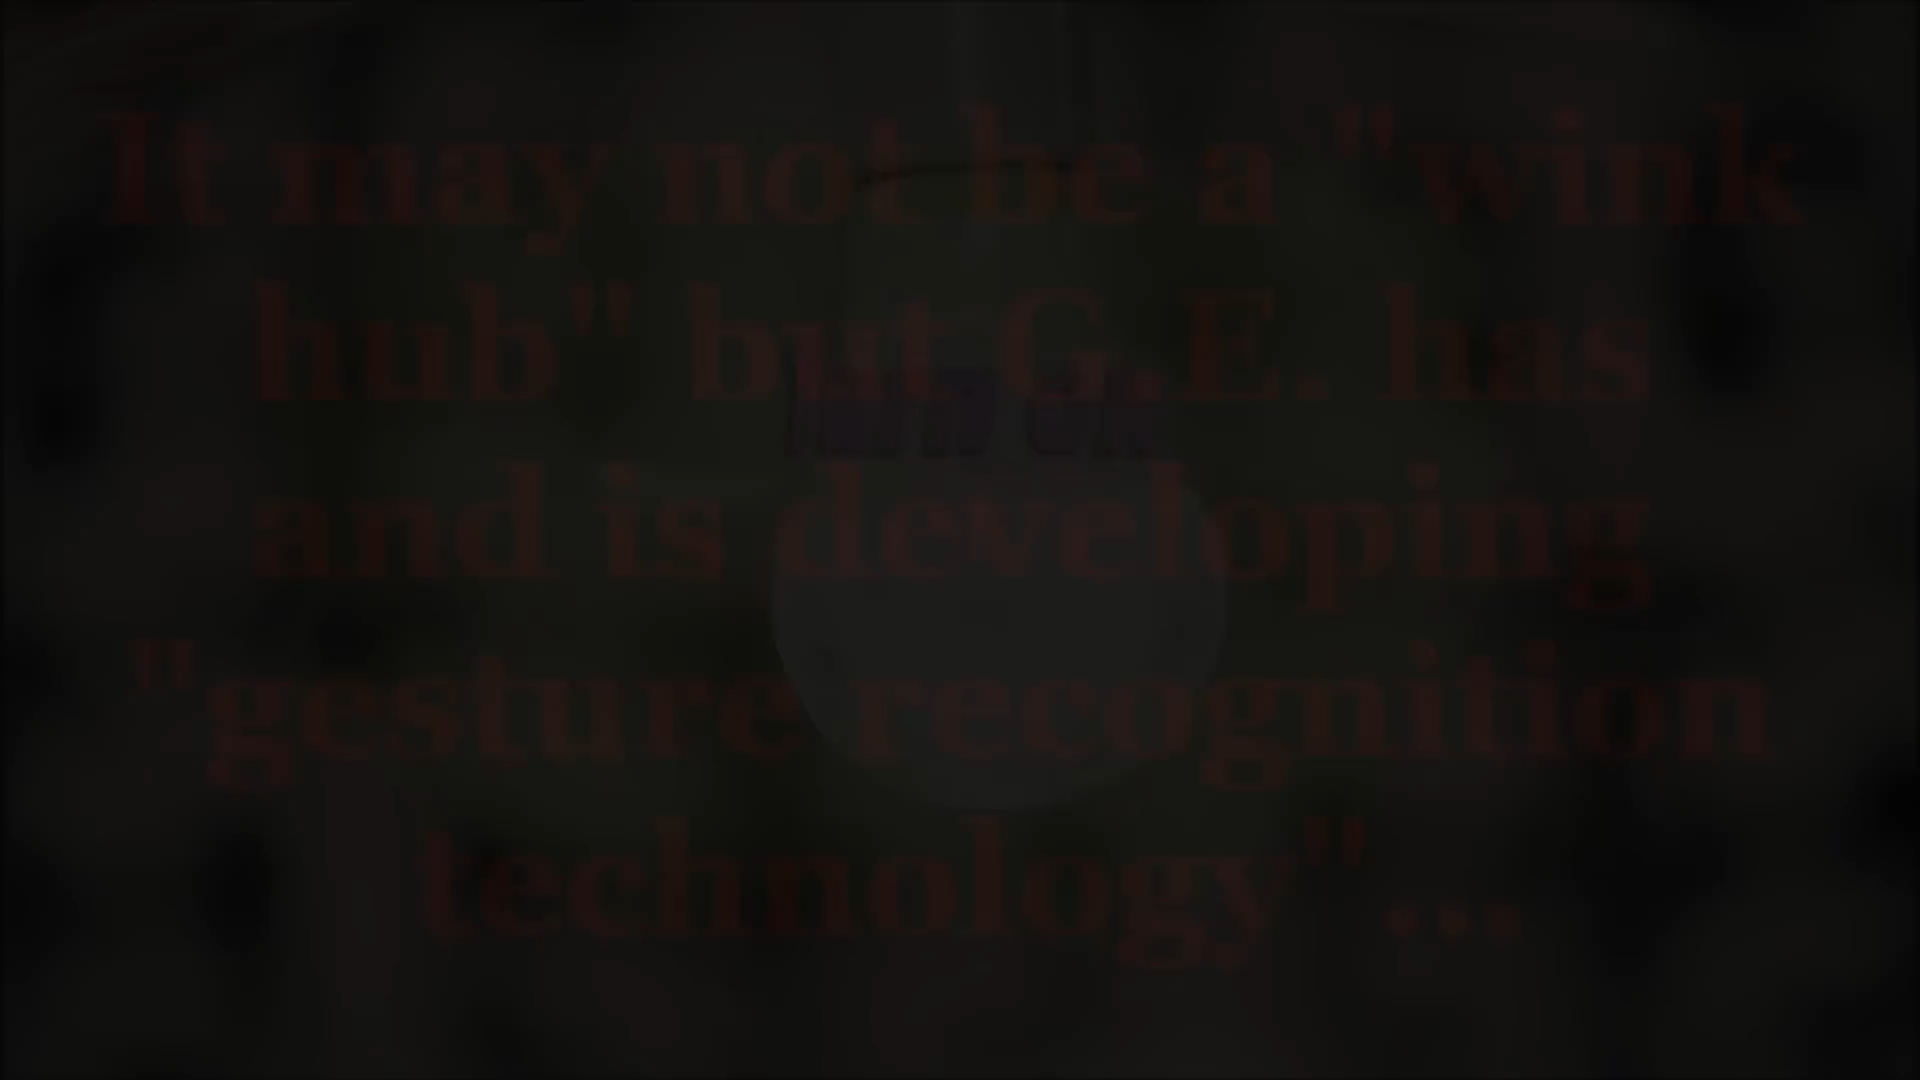 It may not be a "wink
hub" but G.E. has
and is developing
"gesture recognition
technology"...